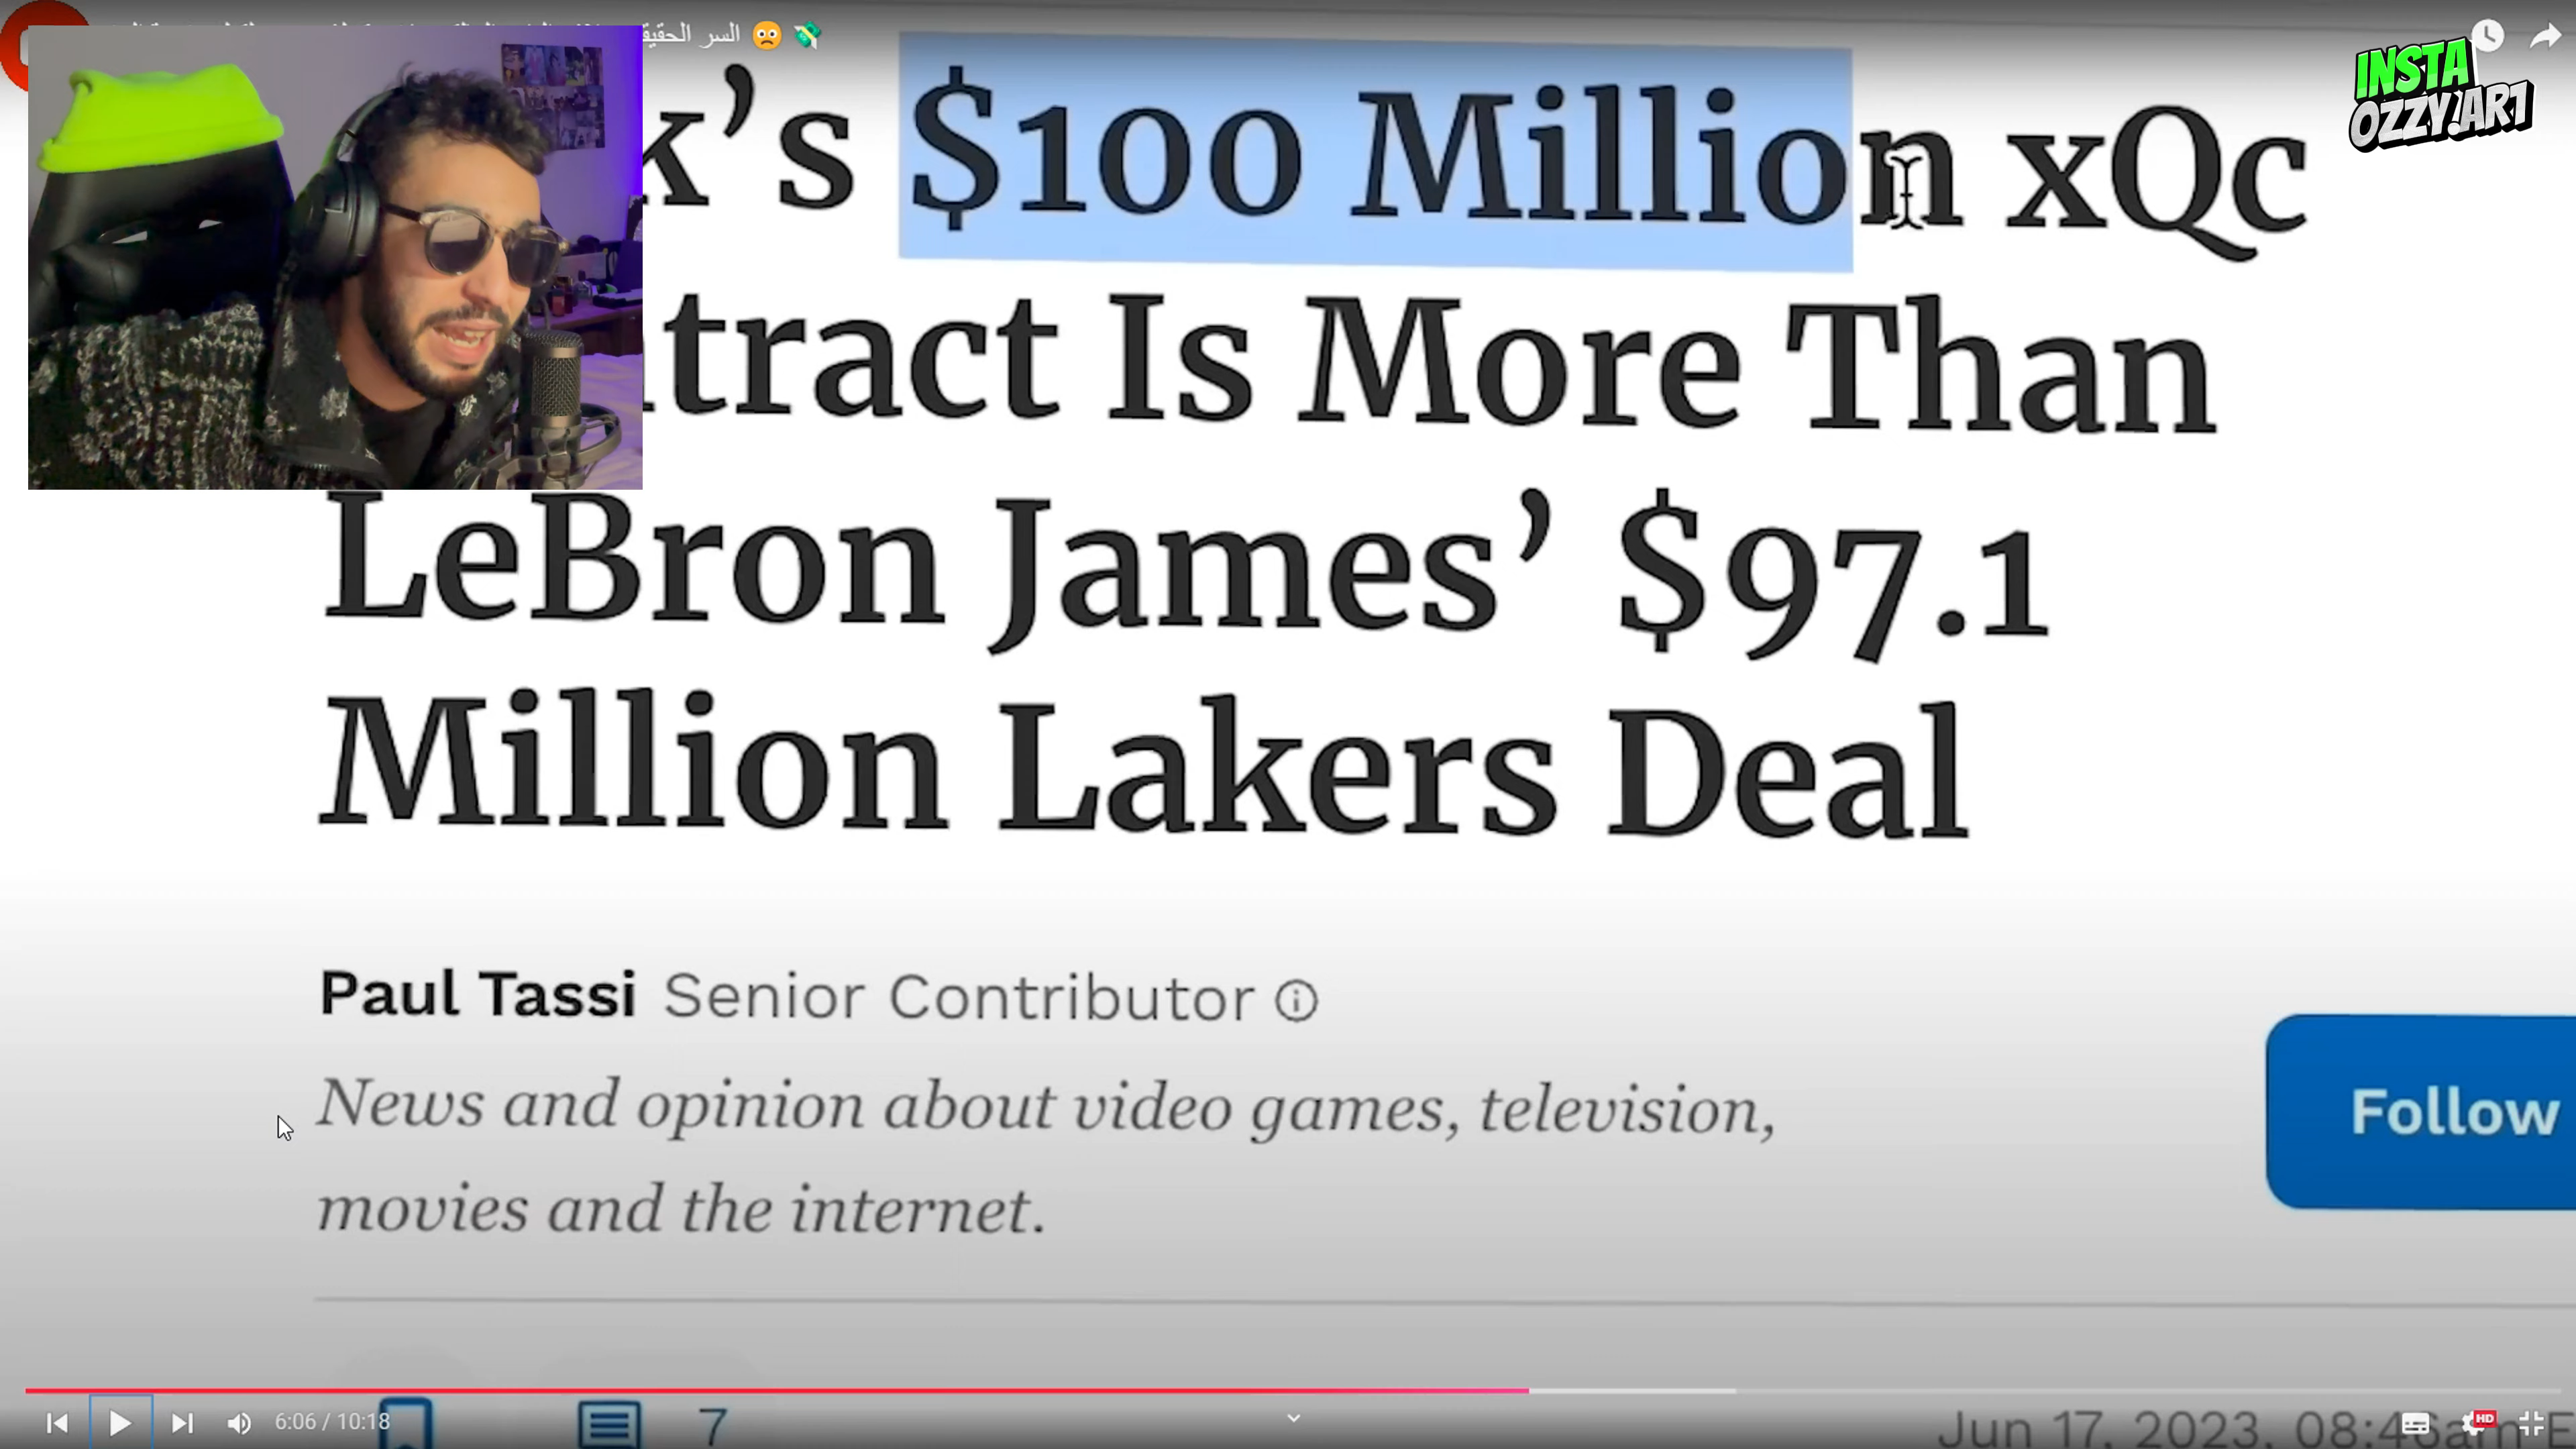 السر الحقيقي
INSTA
OZZY.AR1
k’s $100 Million xQc
tract Is More Than
LeBron James’ $97.1
Million Lakers Deal
Paul Tassi Senior Contributor
News and opinion about video games, television,
movies and the internet.
Follow
6:06 / 10:18
7
Jun 17, 2023, 08:46am E
HD